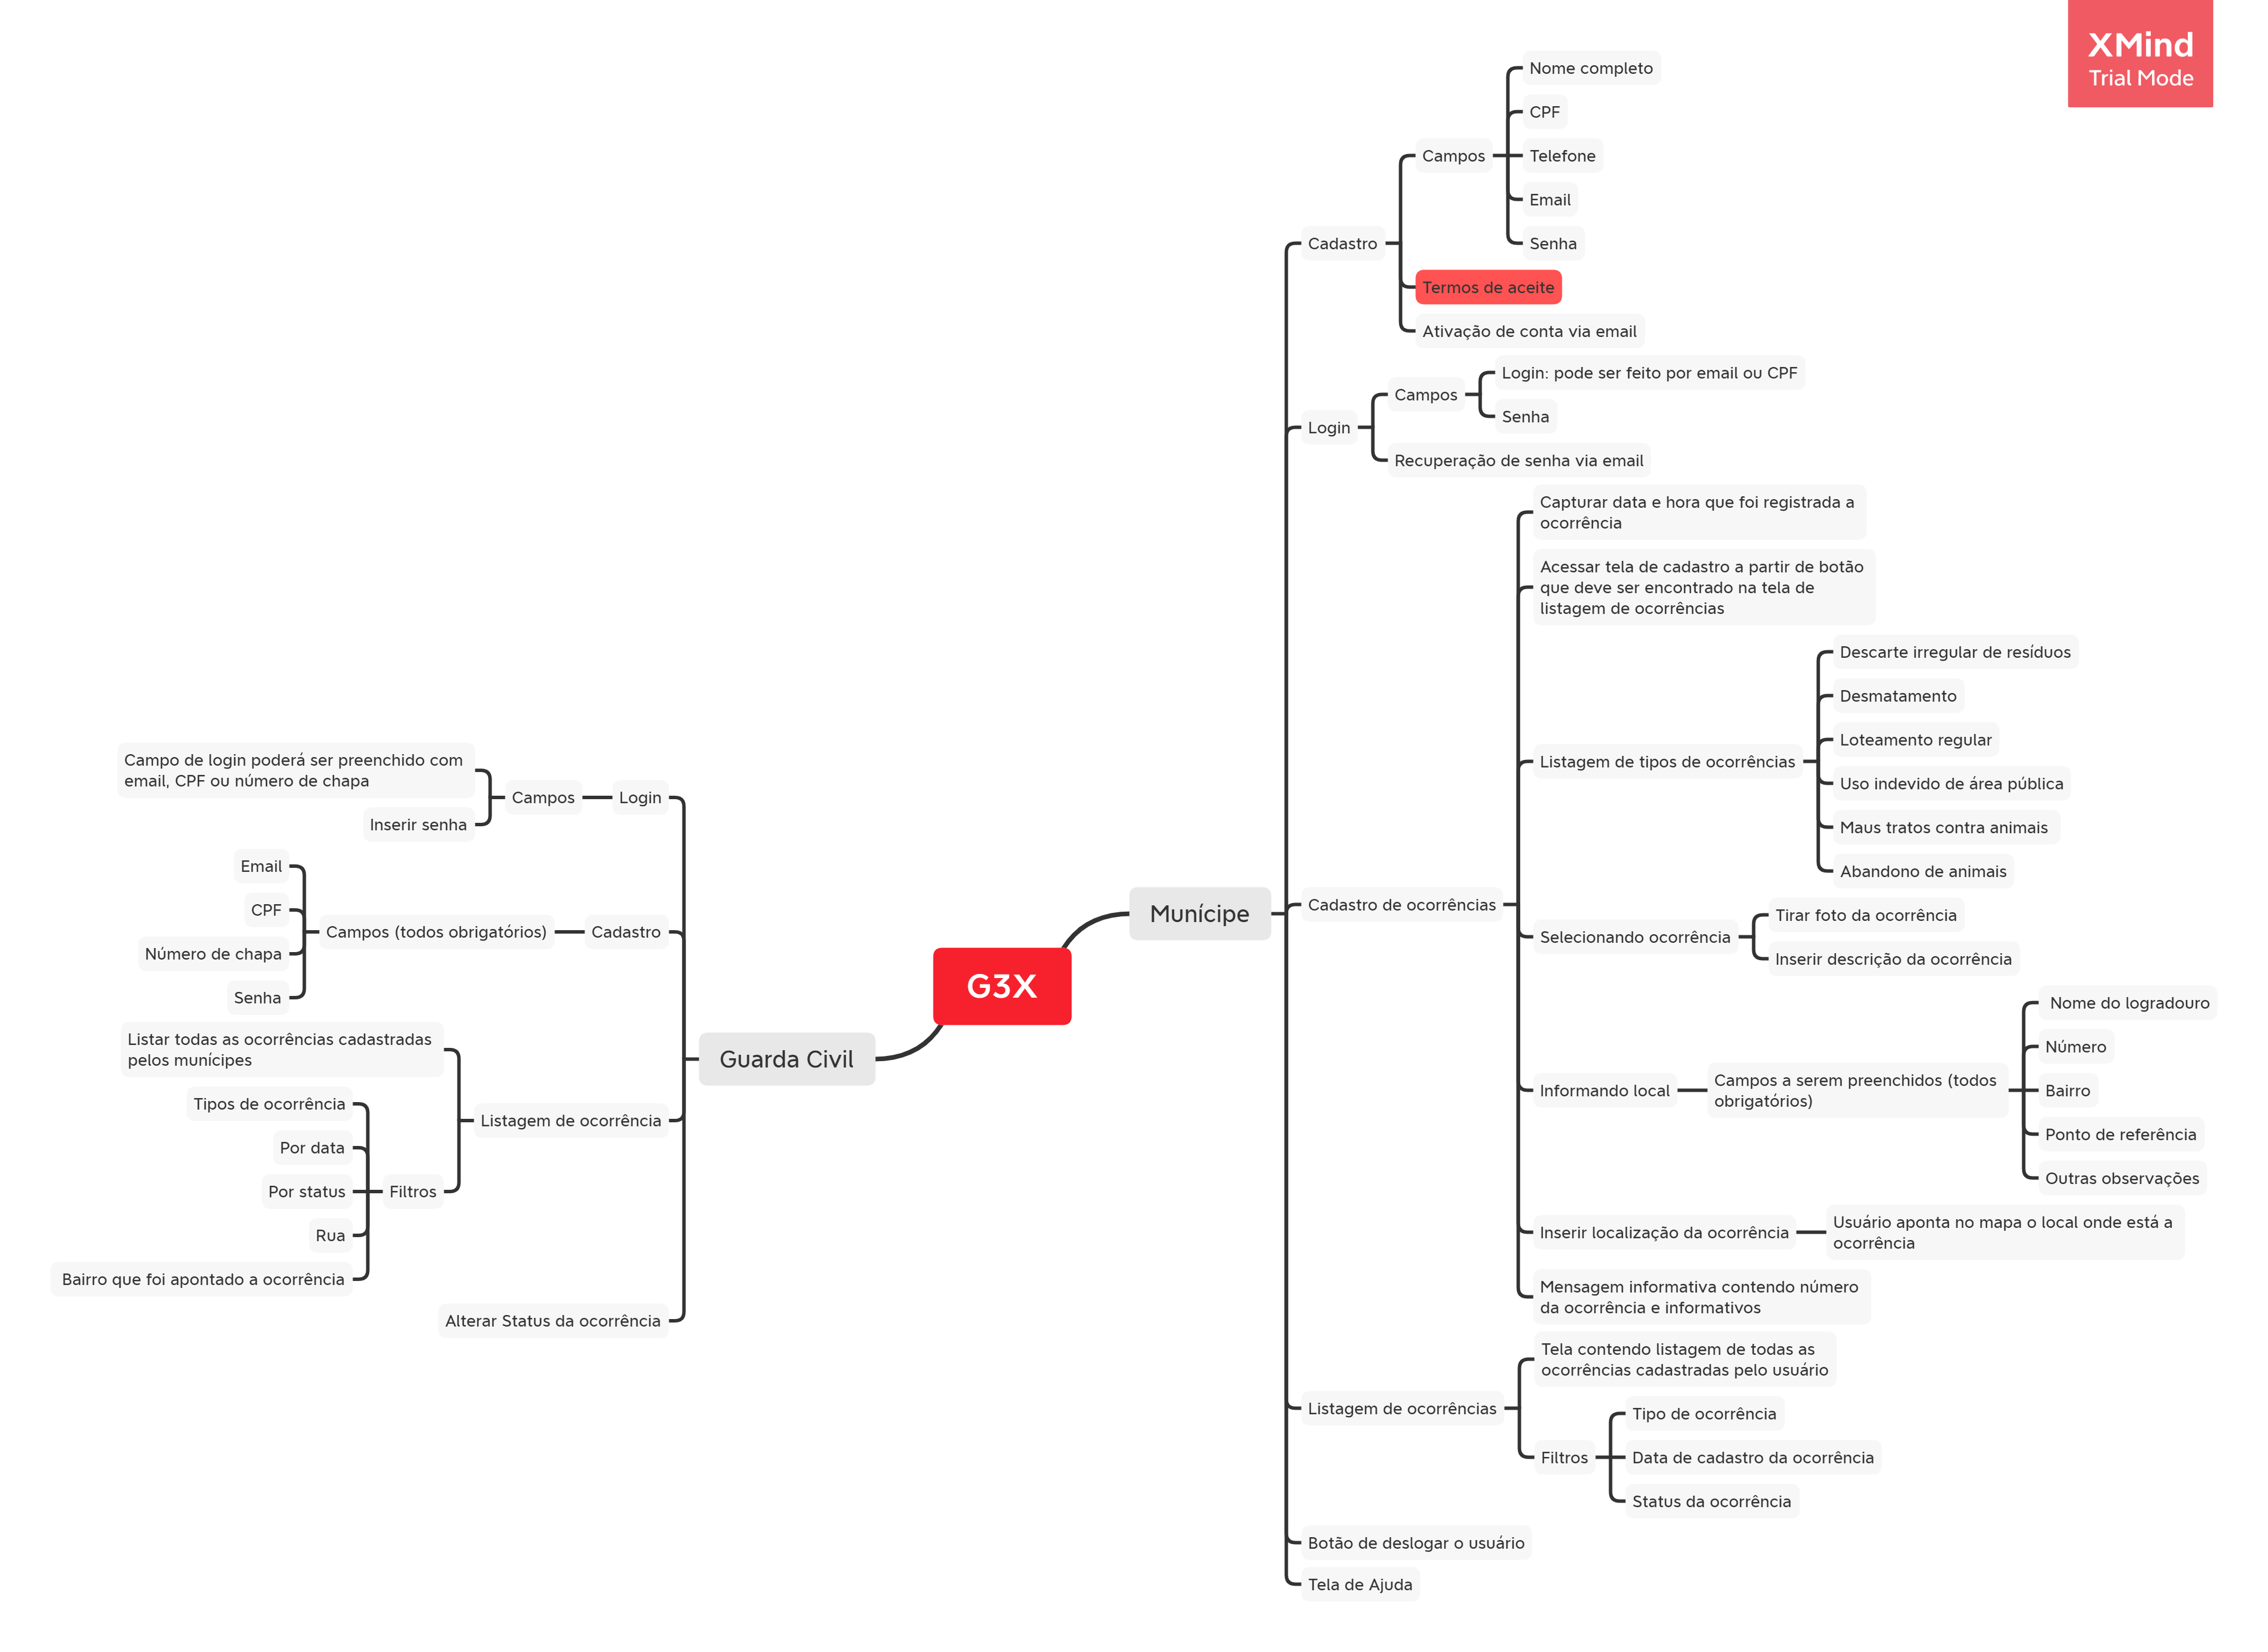 XMind
Trial Mode
G3X
Munícipe
Cadastro
Campos
Nome completo
CPF
Telefone
Email
Senha
Termos de aceite
Ativação de conta via email
Login
Campos
Login: pode ser feito por email ou CPF
Senha
Recuperação de senha via email
Cadastro de ocorrências
Capturar data e hora que foi registrada a
ocorrência
Acessar tela de cadastro a partir de botão
que deve ser encontrado na tela de
listagem de ocorrências
Listagem de tipos de ocorrências
Descarte irregular de resíduos
Desmatamento
Loteamento regular
Uso indevido de área pública
Maus tratos contra animais
Abandono de animais
Selecionando ocorrência
Tirar foto da ocorrência
Inserir descrição da ocorrência
Informando local
Campos a serem preenchidos (todos
obrigatórios)
Nome do logradouro
Número
Bairro
Ponto de referência
Outras observações
Inserir localização da ocorrência
Usuário aponta no mapa o local onde está a
ocorrência
Mensagem informativa contendo número
da ocorrência e informativos
Listagem de ocorrências
Tela contendo listagem de todas as
ocorrências cadastradas pelo usuário
Filtros
Tipo de ocorrência
Data de cadastro da ocorrência
Status da ocorrência
Botão de deslogar o usuário
Tela de Ajuda
Guarda Civil
Login
Campos
Campo de login poderá ser preenchido com
email, CPF ou número de chapa
Inserir senha
Cadastro
Campos (todos obrigatórios)
Email
CPF
Número de chapa
Senha
Listagem de ocorrência
Listar todas as ocorrências cadastradas
pelos munícipes
Filtros
Tipos de ocorrência
Por data
Por status
Rua
Bairro que foi apontado a ocorrência
Alterar Status da ocorrência